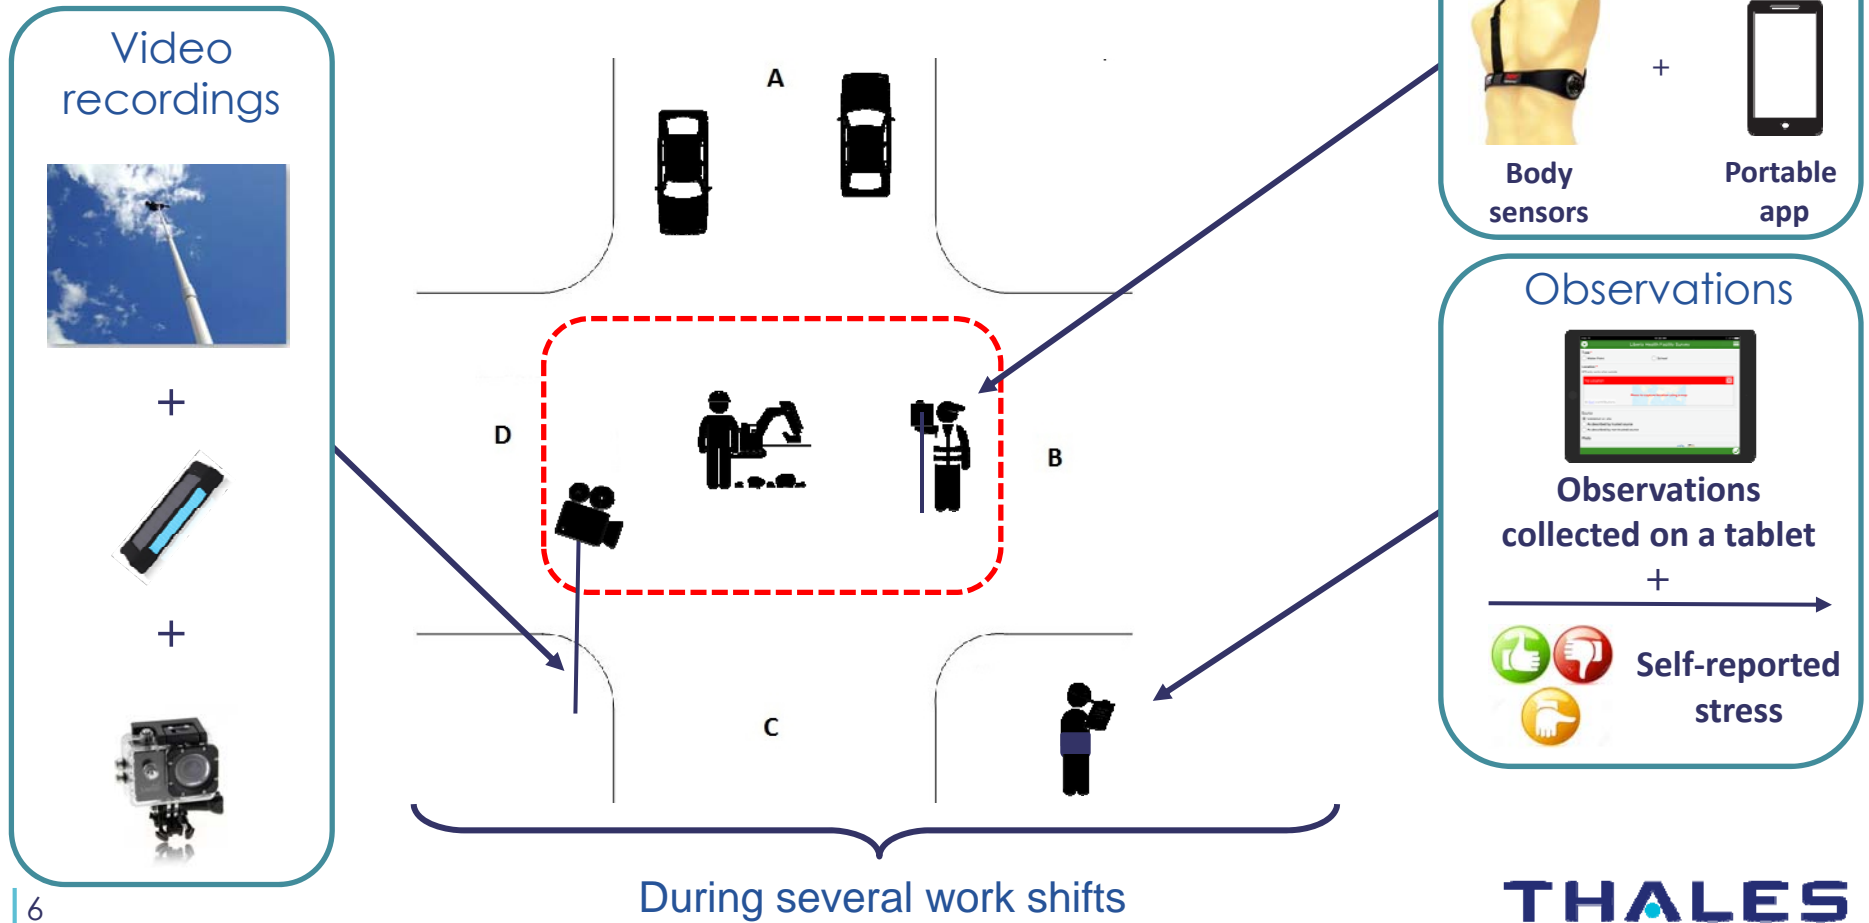 Video
recordings
+
+
A
D
B
C
+
Body
sensors
Portable
app
Observations
Observations
collected on a tablet
+
Self-reported
stress
During several work shifts
6
THALES